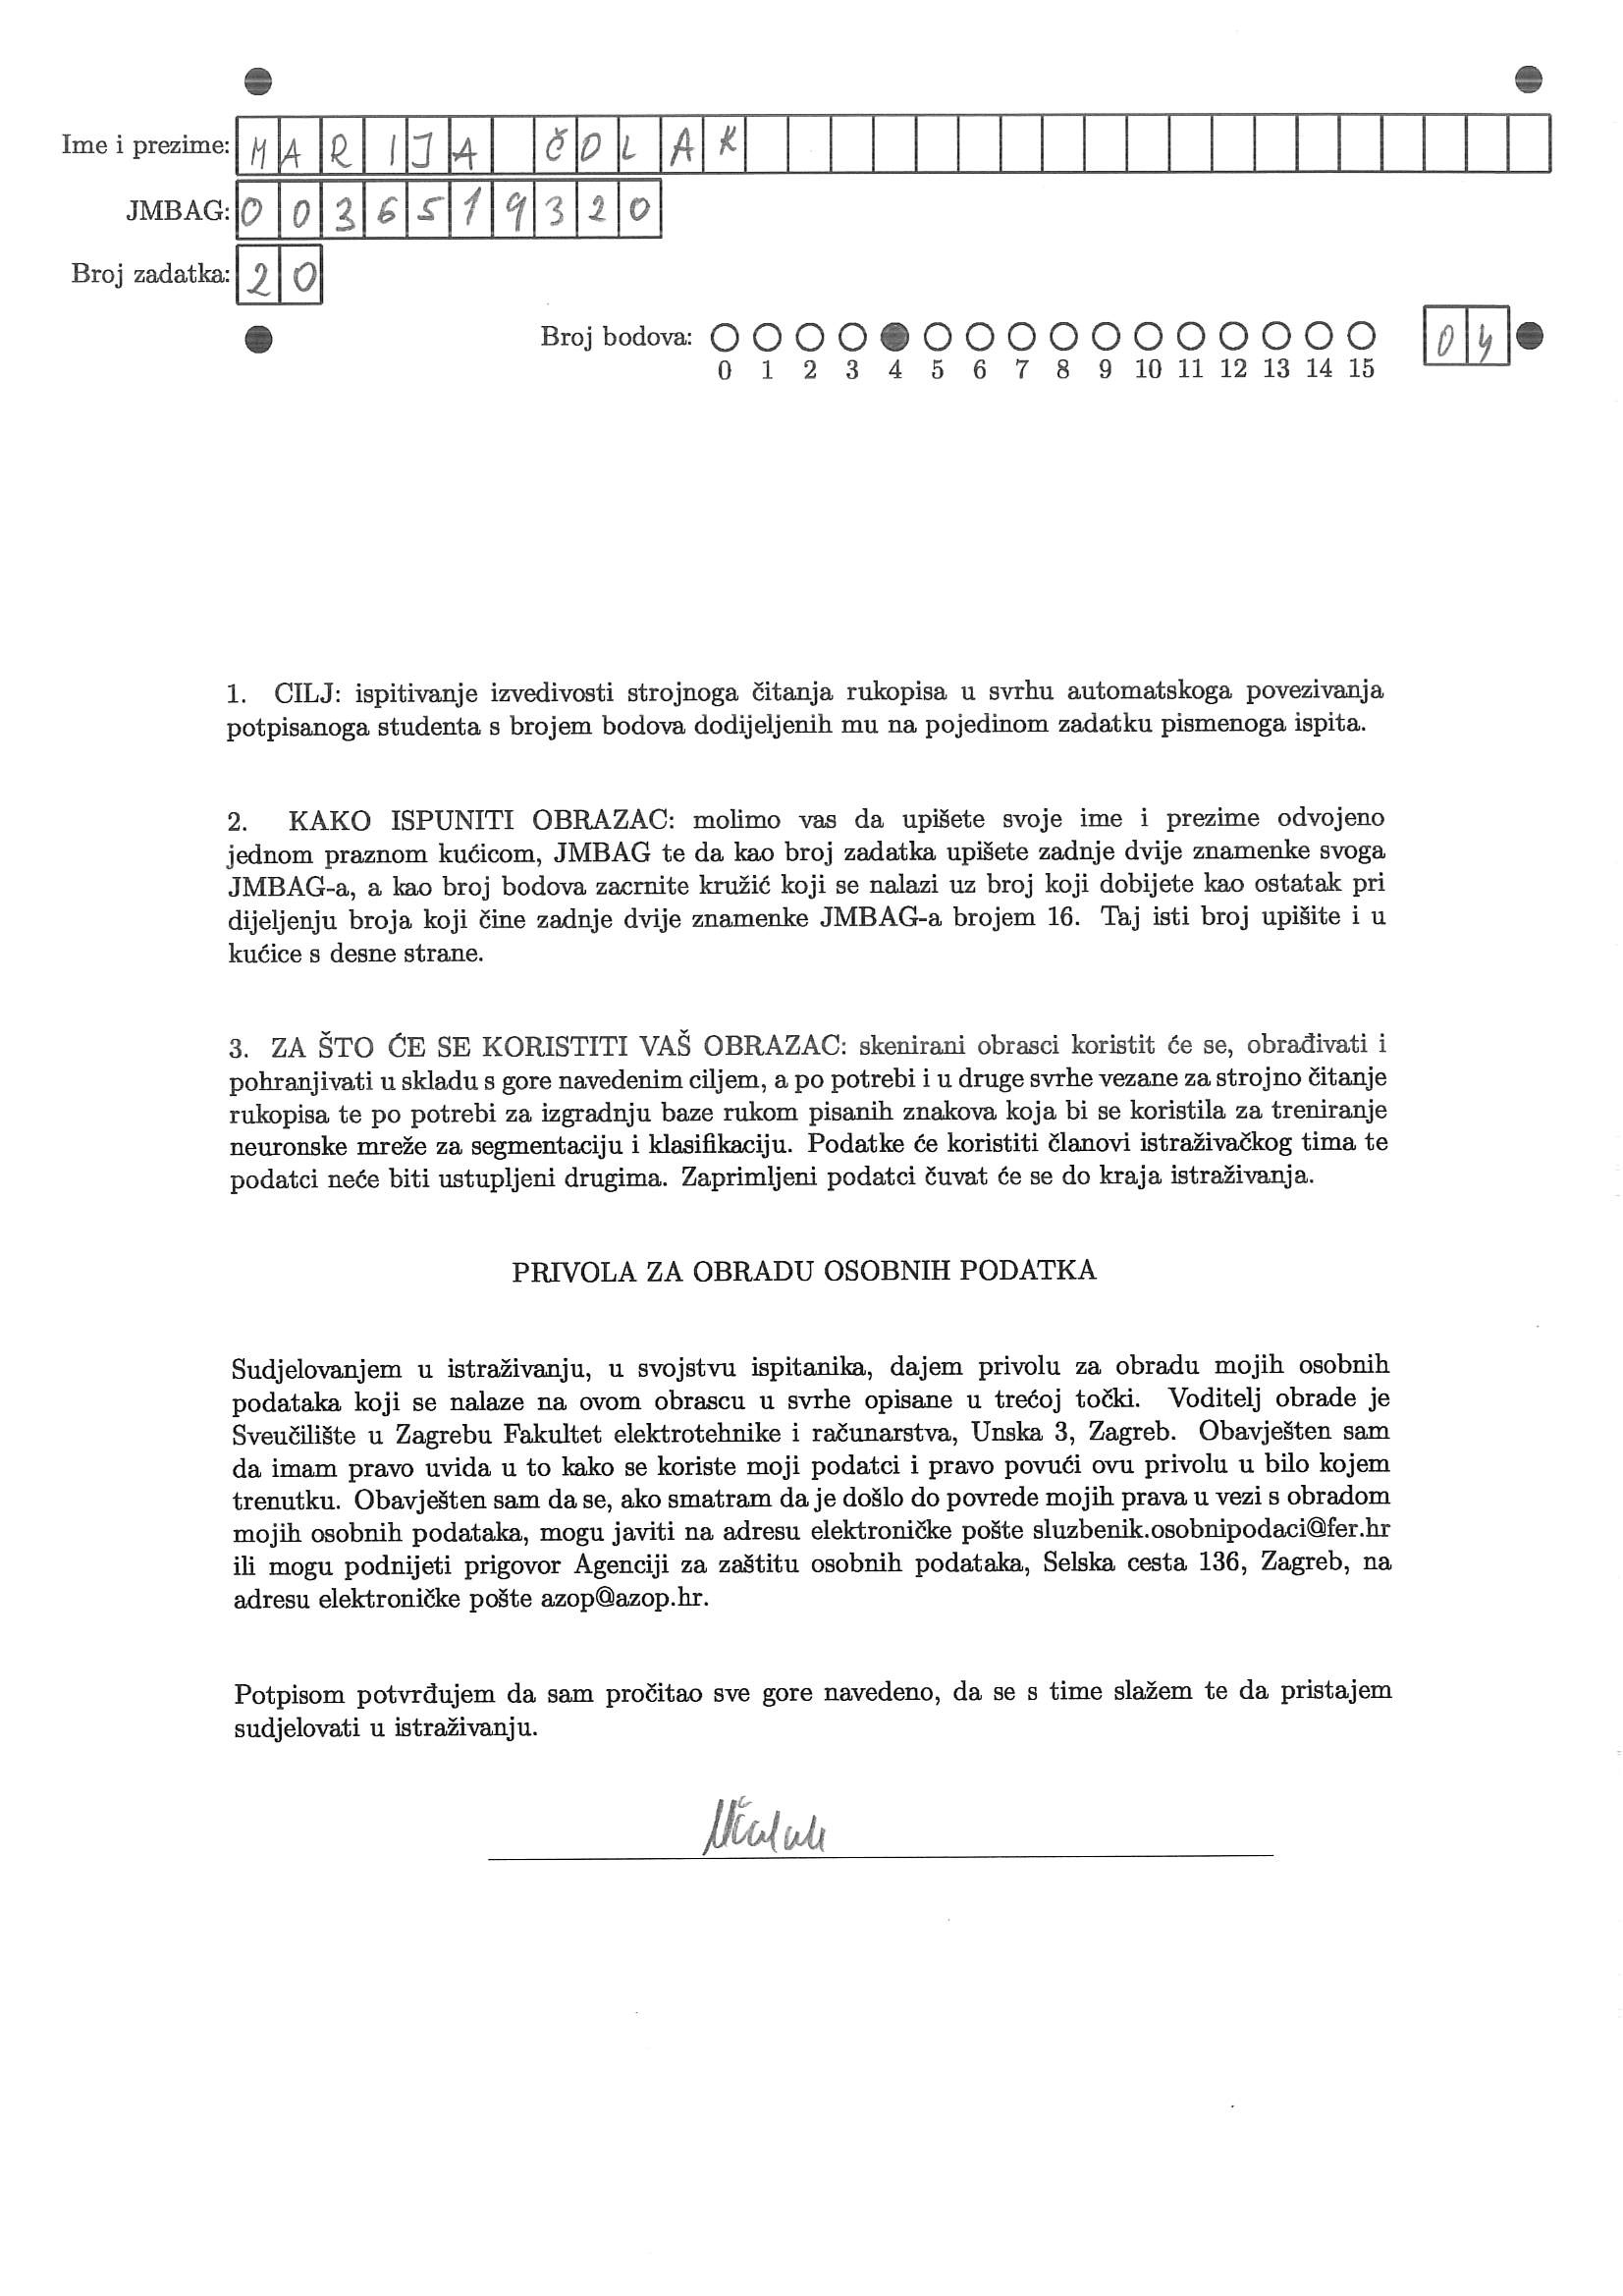 Ime i prezime: MARIJA ČOLAK
JMBAG: 0036519320
Broj zadatka: 20
Broj bodova: 04
0 1 2 3 4 5 6 7 8 9 10 11 12 13 14 15
1. CILJ: ispitivanje izvedivosti strojnoga čitanja rukopisa u svrhu automatskoga povezivanja
potpisanoga studenta s brojem bodova dodijeljenih mu na pojedinom zadatku pismenoga ispita.
2. KAKO ISPUNITI OBRAZAC: molimo vas da upišete svoje ime i prezime odvojeno
jednom praznom kućicom, JMBAG te da kao broj zadatka upišete zadnje dvije znamenke svoga
JMBAG-a, a kao broj bodova zacrnite kružić koji se nalazi uz broj koji dobijete kao ostatak pri
dijeljenju broja koji čine zadnje dvije znamenke JMBAG-a brojem 16. Taj isti broj upišite i u
kućice s desne strane.
3. ZA ŠTO ĆE SE KORISTITI VAŠ OBRAZAC: skenirani obrasci koristit će se, obrađivati i
pohranjivati u skladu s gore navedenim ciljem, a po potrebi i u druge svrhe vezane za strojno čitanje
rukopisa te po potrebi za izgradnju baze rukom pisanih znakova koja bi se koristila za treniranje
neuronske mreže za segmentaciju i klasifikaciju. Podatke će koristiti članovi istraživačkog tima te
podatci neće biti ustupljeni drugima. Zaprimljeni podatci čuvat će se do kraja istraživanja.
PRIVOLA ZA OBRADU OSOBNIH PODATKA
Sudjelovanjem u istraživanju, u svojstvu ispitanika, dajem privolu za obradu mojih osobnih
podataka koji se nalaze na ovom obrascu u svrhe opisane u trećoj točki. Voditelj obrade je
Sveučilište u Zagrebu Fakultet elektrotehnike i računarstva, Unska 3, Zagreb. Obavješten sam
da imam pravo uvida u to kako se koriste moji podatci i pravo povući ovu privolu u bilo kojem
trenutku. Obavješten sam da se, ako smatram da je došlo do povrede mojih prava u vezi s obradom
mojih osobnih podataka, mogu javiti na adresu elektroničke pošte sluzbenik.osobnipodaci@fer.hr
ili mogu podnijeti prigovor Agenciji za zaštitu osobnih podataka, Selska cesta 136, Zagreb, na
adresu elektroničke pošte azop@azop.hr.
Potpisom potvrđujem da sam pročitao sve gore navedeno, da se s time slažem te da pristajem
sudjelovati u istraživanju.
MČolak